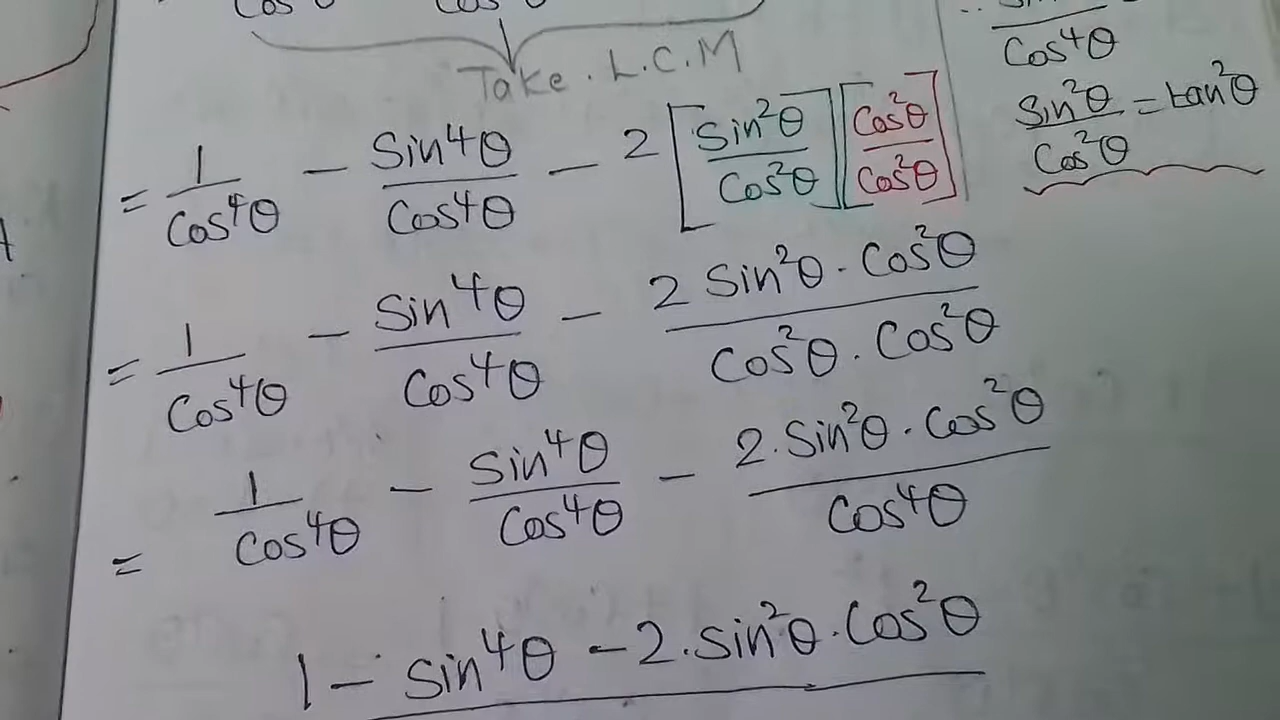 Take . L.C.M
= 1/Cos⁴θ − Sin⁴θ/Cos⁴θ − 2 [Sin²θ/Cos²θ] [Cos²θ/Cos²θ]
= 1/Cos⁴θ − Sin⁴θ/Cos⁴θ − 2 Sin²θ · Cos²θ/Cos²θ · Cos²θ
= 1/Cos⁴θ − Sin⁴θ/Cos⁴θ − 2·Sin²θ · Cos²θ/Cos⁴θ
1 − Sin⁴θ − 2·Sin²θ · Cos²θ
Cos⁴θ
Sin²θ/Cos²θ = tan²θ